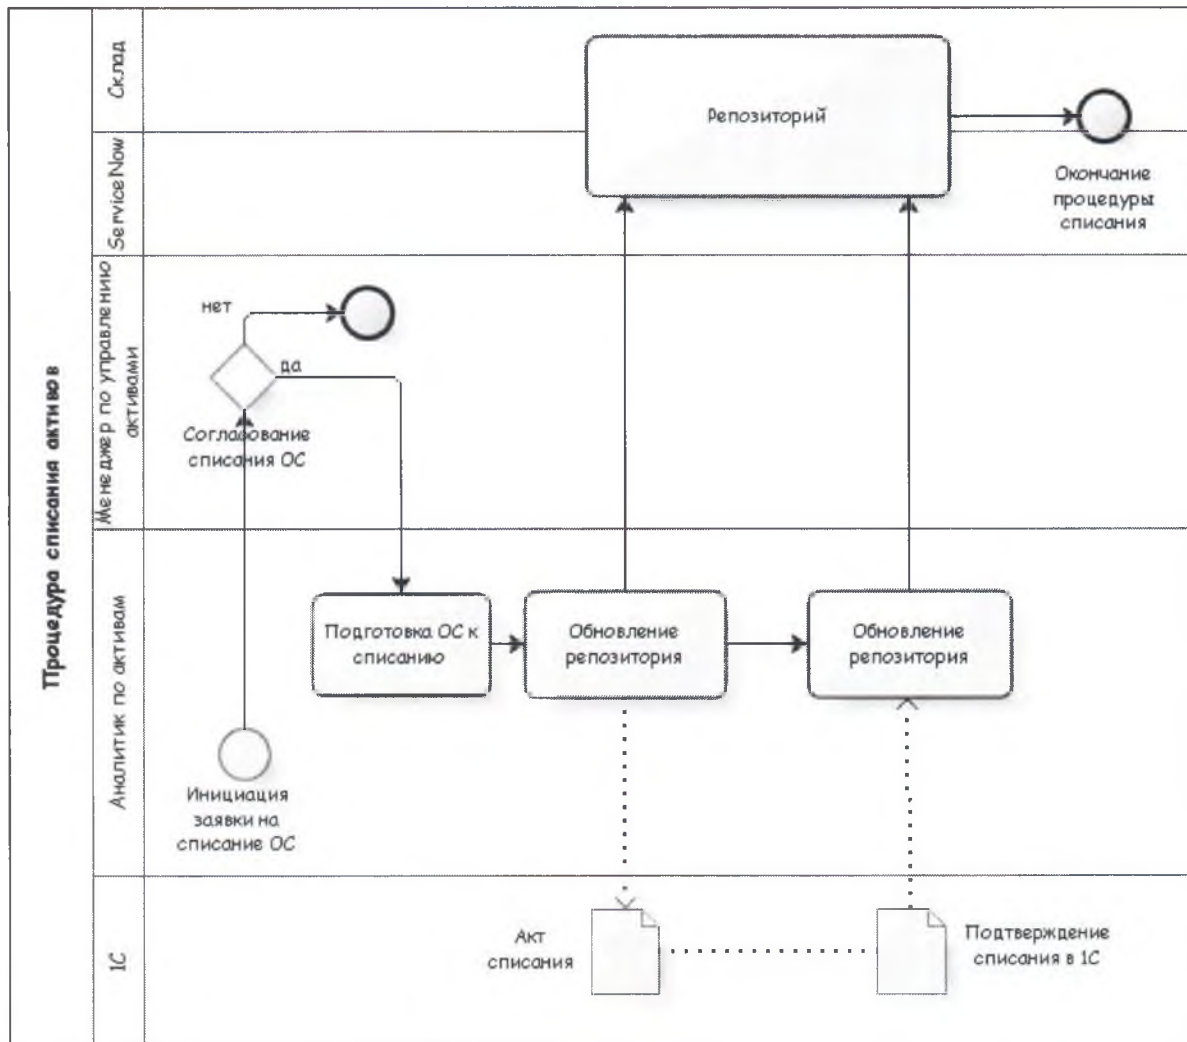 Процедура списания активов
Склад
Репозиторий
ServiceNow
Окончание
процедуры
списания
Менеджер по управлению
активами
нет
да
Согласование
списания ОС
Аналитик по активам
Подготовка ОС к
списанию
Обновление
репозитория
Обновление
репозитория
Инициация
заявки на
списание ОС
1С
Акт
списания
Подтверждение
списания в 1С